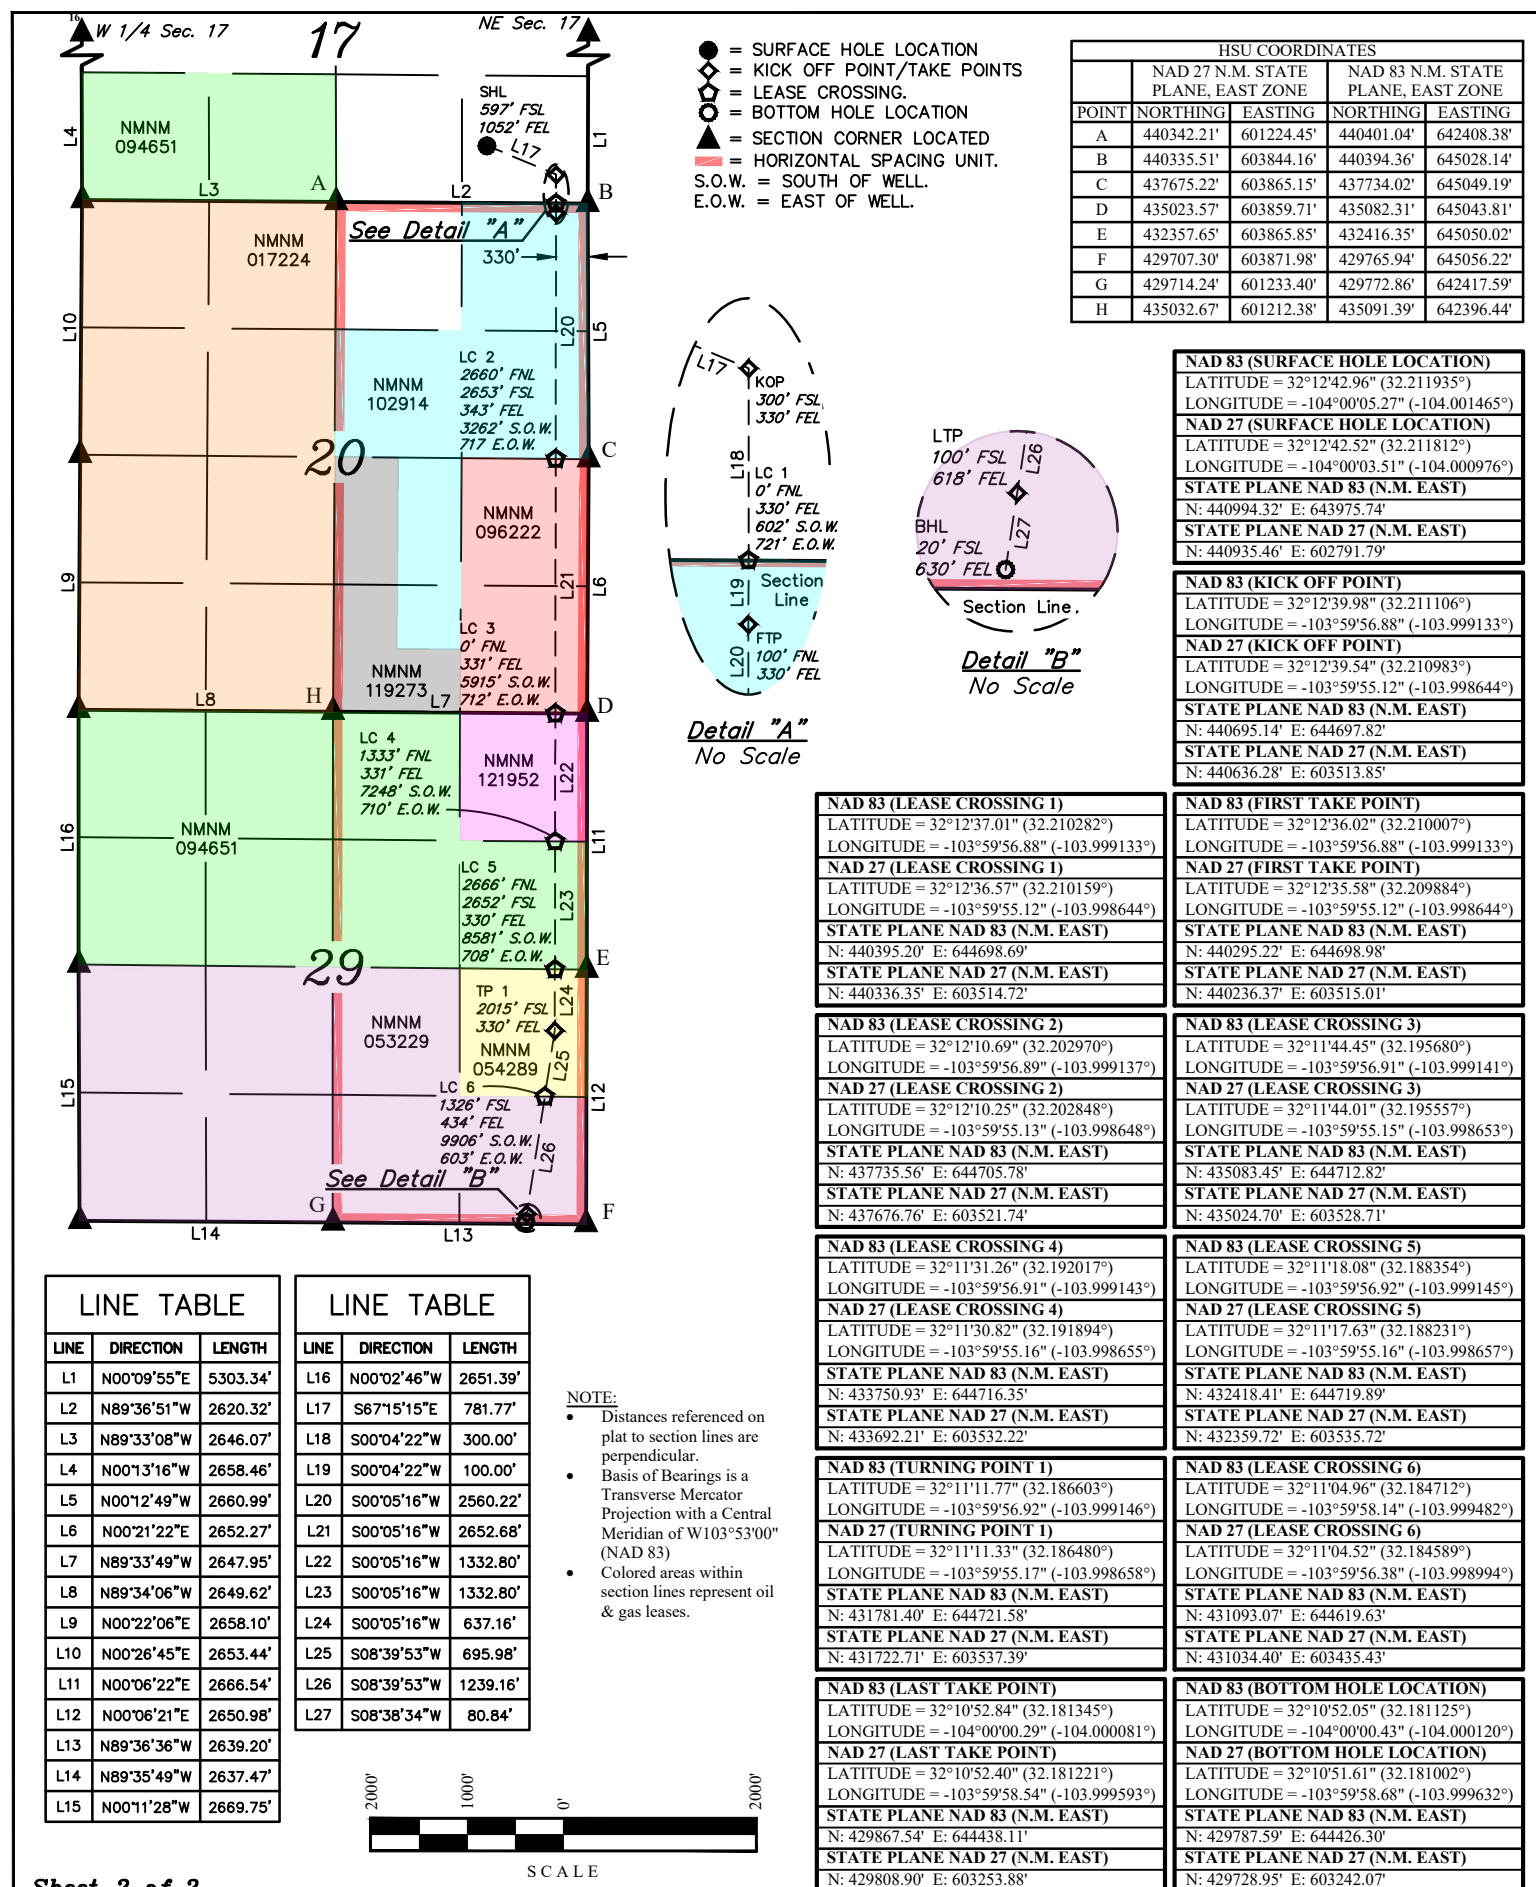 16
W 1/4 Sec. 17
17
NE Sec. 17
L4
NMNM
094651
SHL
597' FSL
1052' FEL
L17
L1
L3
A
L2
B
See Detail "A"
NMNM
017224
330'
L10
L20
L5
LC 2
2660' FNL
2653' FSL
343' FEL
3262' S.O.W.
717 E.O.W.
NMNM
102914
20
C
NMNM
096222
L9
L21
L6
LC 3
0' FNL
331' FEL
5915' S.O.W.
712' E.O.W.
NMNM
119273
L8
H
L7
D
LC 4
1333' FNL
331' FEL
7248' S.O.W.
710' E.O.W.
NMNM
121952
L22
L16
NMNM
094651
L11
LC 5
2666' FNL
2652' FSL
330' FEL
8581' S.O.W.
708' E.O.W.
L23
29
E
TP 1
2015' FSL
330' FEL
L24
NMNM
053229
NMNM
054289
L25
L15
LC 6
1326' FSL
434' FEL
9906' S.O.W.
603' E.O.W.
L12
L26
See Detail "B"
G
F
L14
L13
= SURFACE HOLE LOCATION
= KICK OFF POINT/TAKE POINTS
= LEASE CROSSING.
= BOTTOM HOLE LOCATION
= SECTION CORNER LOCATED
= HORIZONTAL SPACING UNIT.
S.O.W. = SOUTH OF WELL.
E.O.W. = EAST OF WELL.
HSU COORDINATES
NAD 27 N.M. STATE PLANE, EAST ZONE NAD 83 N.M. STATE PLANE, EAST ZONE
POINT NORTHING EASTING NORTHING EASTING
A 440342.21' 601224.45' 440401.04' 642408.38'
B 440335.51' 603844.16' 440394.36' 645028.14'
C 437675.22' 603865.15' 437734.02' 645049.19'
D 435023.57' 603859.71' 435082.31' 645043.81'
E 432357.65' 603865.85' 432416.35' 645050.02'
F 429707.30' 603871.98' 429765.94' 645056.22'
G 429714.24' 601233.40' 429772.86' 642417.59'
H 435032.67' 601212.38' 435091.39' 642396.44'
L17
KOP
300' FSL
330' FEL
L18
LC 1
0' FNL
330' FEL
602' S.O.W.
721' E.O.W.
L19
Section
Line
FTP
100' FNL
330' FEL
L20
Detail "A"
No Scale
LTP
100' FSL
618' FEL
L26
BHL
20' FSL
630' FEL
L27
Section Line.
Detail "B"
No Scale
NAD 83 (SURFACE HOLE LOCATION)
LATITUDE = 32°12'42.96" (32.211935°)
LONGITUDE = -104°00'05.27" (-104.001465°)
NAD 27 (SURFACE HOLE LOCATION)
LATITUDE = 32°12'42.52" (32.211812°)
LONGITUDE = -104°00'03.51" (-104.000976°)
STATE PLANE NAD 83 (N.M. EAST)
N: 440994.32' E: 643975.74'
STATE PLANE NAD 27 (N.M. EAST)
N: 440935.46' E: 602791.79'
NAD 83 (KICK OFF POINT)
LATITUDE = 32°12'39.98" (32.211106°)
LONGITUDE = -103°59'56.88" (-103.999133°)
NAD 27 (KICK OFF POINT)
LATITUDE = 32°12'39.54" (32.210983°)
LONGITUDE = -103°59'55.12" (-103.998644°)
STATE PLANE NAD 83 (N.M. EAST)
N: 440695.14' E: 644697.82'
STATE PLANE NAD 27 (N.M. EAST)
N: 440636.28' E: 603513.85'
NAD 83 (LEASE CROSSING 1)
LATITUDE = 32°12'37.01" (32.210282°)
LONGITUDE = -103°59'56.88" (-103.999133°)
NAD 27 (LEASE CROSSING 1)
LATITUDE = 32°12'36.57" (32.210159°)
LONGITUDE = -103°59'55.12" (-103.998644°)
STATE PLANE NAD 83 (N.M. EAST)
N: 440395.20' E: 644698.69'
STATE PLANE NAD 27 (N.M. EAST)
N: 440336.35' E: 603514.72'
NAD 83 (FIRST TAKE POINT)
LATITUDE = 32°12'36.02" (32.210007°)
LONGITUDE = -103°59'56.88" (-103.999133°)
NAD 27 (FIRST TAKE POINT)
LATITUDE = 32°12'35.58" (32.209884°)
LONGITUDE = -103°59'55.12" (-103.998644°)
STATE PLANE NAD 83 (N.M. EAST)
N: 440295.22' E: 644698.98'
STATE PLANE NAD 27 (N.M. EAST)
N: 440236.37' E: 603515.01'
NAD 83 (LEASE CROSSING 2)
LATITUDE = 32°12'10.69" (32.202970°)
LONGITUDE = -103°59'56.89" (-103.999137°)
NAD 27 (LEASE CROSSING 2)
LATITUDE = 32°12'10.25" (32.202848°)
LONGITUDE = -103°59'55.13" (-103.998648°)
STATE PLANE NAD 83 (N.M. EAST)
N: 437735.56' E: 644705.78'
STATE PLANE NAD 27 (N.M. EAST)
N: 437676.76' E: 603521.74'
NAD 83 (LEASE CROSSING 3)
LATITUDE = 32°11'44.45" (32.195680°)
LONGITUDE = -103°59'56.91" (-103.999141°)
NAD 27 (LEASE CROSSING 3)
LATITUDE = 32°11'44.01" (32.195557°)
LONGITUDE = -103°59'55.15" (-103.998653°)
STATE PLANE NAD 83 (N.M. EAST)
N: 435083.45' E: 644712.82'
STATE PLANE NAD 27 (N.M. EAST)
N: 435024.70' E: 603528.71'
NAD 83 (LEASE CROSSING 4)
LATITUDE = 32°11'31.26" (32.192017°)
LONGITUDE = -103°59'56.91" (-103.999143°)
NAD 27 (LEASE CROSSING 4)
LATITUDE = 32°11'30.82" (32.191894°)
LONGITUDE = -103°59'55.16" (-103.998655°)
STATE PLANE NAD 83 (N.M. EAST)
N: 433750.93' E: 644716.35'
STATE PLANE NAD 27 (N.M. EAST)
N: 433692.21' E: 603532.22'
NAD 83 (LEASE CROSSING 5)
LATITUDE = 32°11'18.08" (32.188354°)
LONGITUDE = -103°59'56.92" (-103.999145°)
NAD 27 (LEASE CROSSING 5)
LATITUDE = 32°11'17.63" (32.188231°)
LONGITUDE = -103°59'55.16" (-103.998657°)
STATE PLANE NAD 83 (N.M. EAST)
N: 432418.41' E: 644719.89'
STATE PLANE NAD 27 (N.M. EAST)
N: 432359.72' E: 603535.72'
NAD 83 (TURNING POINT 1)
LATITUDE = 32°11'11.77" (32.186603°)
LONGITUDE = -103°59'56.92" (-103.999146°)
NAD 27 (TURNING POINT 1)
LATITUDE = 32°11'11.33" (32.186480°)
LONGITUDE = -103°59'55.17" (-103.998658°)
STATE PLANE NAD 83 (N.M. EAST)
N: 431781.40' E: 644721.58'
STATE PLANE NAD 27 (N.M. EAST)
N: 431722.71' E: 603537.39'
NAD 83 (LEASE CROSSING 6)
LATITUDE = 32°11'04.96" (32.184712°)
LONGITUDE = -103°59'58.14" (-103.999482°)
NAD 27 (LEASE CROSSING 6)
LATITUDE = 32°11'04.52" (32.184589°)
LONGITUDE = -103°59'56.38" (-103.998994°)
STATE PLANE NAD 83 (N.M. EAST)
N: 431093.07' E: 644619.63'
STATE PLANE NAD 27 (N.M. EAST)
N: 431034.40' E: 603435.43'
NAD 83 (LAST TAKE POINT)
LATITUDE = 32°10'52.84" (32.181345°)
LONGITUDE = -104°00'00.29" (-104.000081°)
NAD 27 (LAST TAKE POINT)
LATITUDE = 32°10'52.40" (32.181221°)
LONGITUDE = -103°59'58.54" (-103.999593°)
STATE PLANE NAD 83 (N.M. EAST)
N: 429867.54' E: 644438.11'
STATE PLANE NAD 27 (N.M. EAST)
N: 429808.90' E: 603253.88'
NAD 83 (BOTTOM HOLE LOCATION)
LATITUDE = 32°10'52.05" (32.181125°)
LONGITUDE = -104°00'00.43" (-104.000120°)
NAD 27 (BOTTOM HOLE LOCATION)
LATITUDE = 32°10'51.61" (32.181002°)
LONGITUDE = -103°59'58.68" (-103.999632°)
STATE PLANE NAD 83 (N.M. EAST)
N: 429787.59' E: 644426.30'
STATE PLANE NAD 27 (N.M. EAST)
N: 429728.95' E: 603242.07'
LINE TABLE
LINE DIRECTION LENGTH
L1 N00°09'55"E 5303.34'
L2 N89°36'51"W 2620.32'
L3 N89°33'08"W 2646.07'
L4 N00°13'16"W 2658.46'
L5 N00°12'49"W 2660.99'
L6 N00°21'22"E 2652.27'
L7 N89°33'49"W 2647.95'
L8 N89°34'06"W 2649.62'
L9 N00°22'06"E 2658.10'
L10 N00°26'45"E 2653.44'
L11 N00°06'22"E 2666.54'
L12 N00°06'21"E 2650.98'
L13 N89°36'36"W 2639.20'
L14 N89°35'49"W 2637.47'
L15 N00°11'28"W 2669.75'
LINE TABLE
LINE DIRECTION LENGTH
L16 N00°02'46"W 2651.39'
L17 S67°15'15"E 781.77'
L18 S00°04'22"W 300.00'
L19 S00°04'22"W 100.00'
L20 S00°05'16"W 2560.22'
L21 S00°05'16"W 2652.68'
L22 S00°05'16"W 1332.80'
L23 S00°05'16"W 1332.80'
L24 S00°05'16"W 637.16'
L25 S08°39'53"W 695.98'
L26 S08°39'53"W 1239.16'
L27 S08°38'34"W 80.84'
NOTE:
• Distances referenced on
plat to section lines are
perpendicular.
• Basis of Bearings is a
Transverse Mercator
Projection with a Central
Meridian of W103°53'00"
(NAD 83)
• Colored areas within
section lines represent oil
& gas leases.
2000' 1000' 0' 2000'
SCALE
Sheet 2 of 2